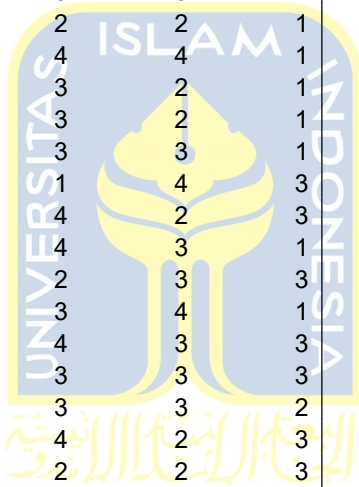 2 2 1
4 4 1
3 2 1
3 2 1
3 3 1
1 4 3
4 2 3
4 3 1
2 3 3
3 4 1
4 3 3
3 3 3
3 3 2
4 2 3
2 2 3
ISLAM
UNIVERSITAS
INDONESIA